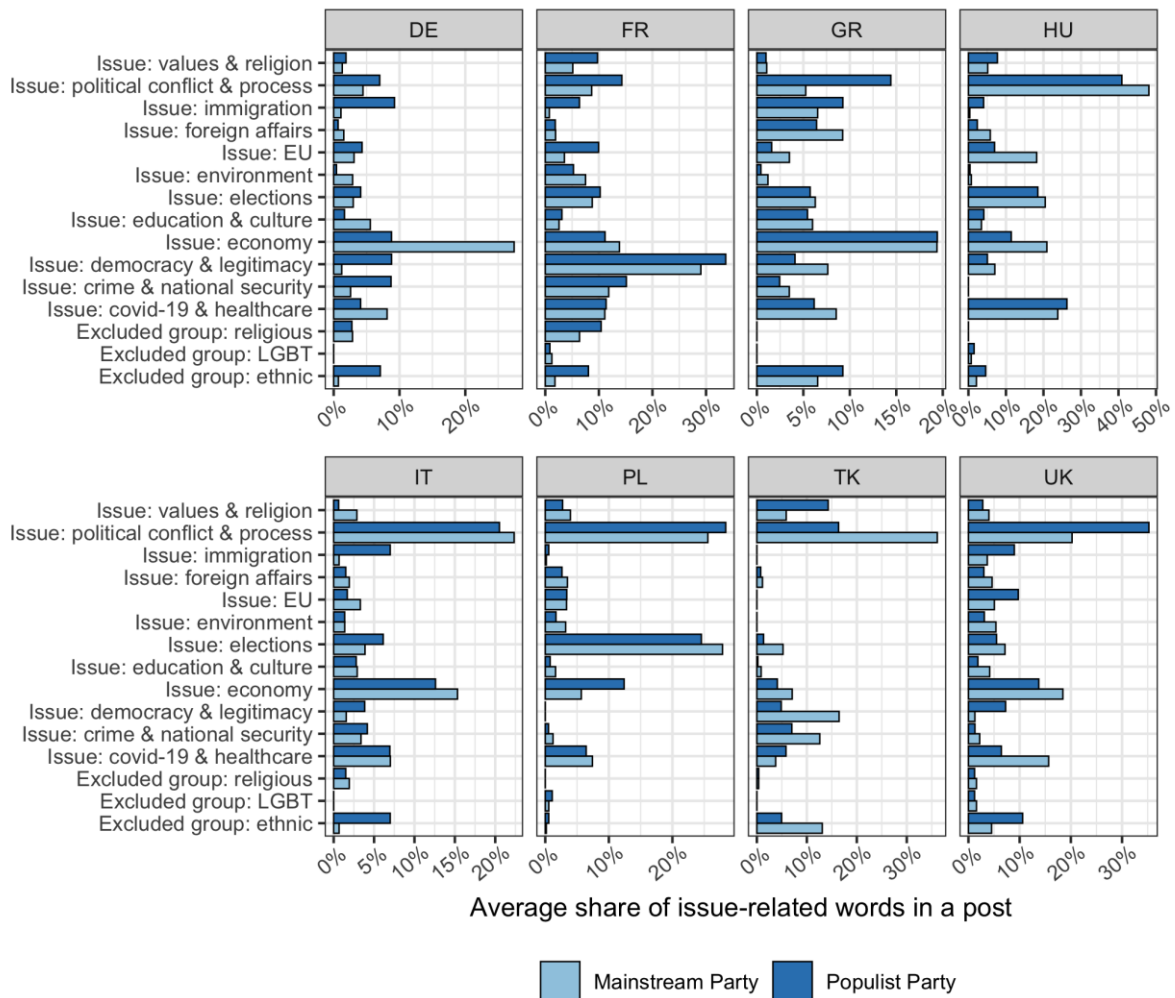 DE FR GR HU
Issue: values & religion
Issue: political conflict & process
Issue: immigration
Issue: foreign affairs
Issue: EU
Issue: environment
Issue: elections
Issue: education & culture
Issue: economy
Issue: democracy & legitimacy
Issue: crime & national security
Issue: covid-19 & healthcare
Excluded group: religious
Excluded group: LGBT
Excluded group: ethnic
0% 10% 20% 0% 10% 20% 30% 0% 5% 10% 15% 20% 0% 10% 20% 30% 40% 50%
IT PL TK UK
Issue: values & religion
Issue: political conflict & process
Issue: immigration
Issue: foreign affairs
Issue: EU
Issue: environment
Issue: elections
Issue: education & culture
Issue: economy
Issue: democracy & legitimacy
Issue: crime & national security
Issue: covid-19 & healthcare
Excluded group: religious
Excluded group: LGBT
Excluded group: ethnic
0% 5% 10% 15% 20% 0% 10% 20% 0% 10% 20% 30% 0% 10% 20% 30%
Average share of issue-related words in a post
Mainstream Party Populist Party